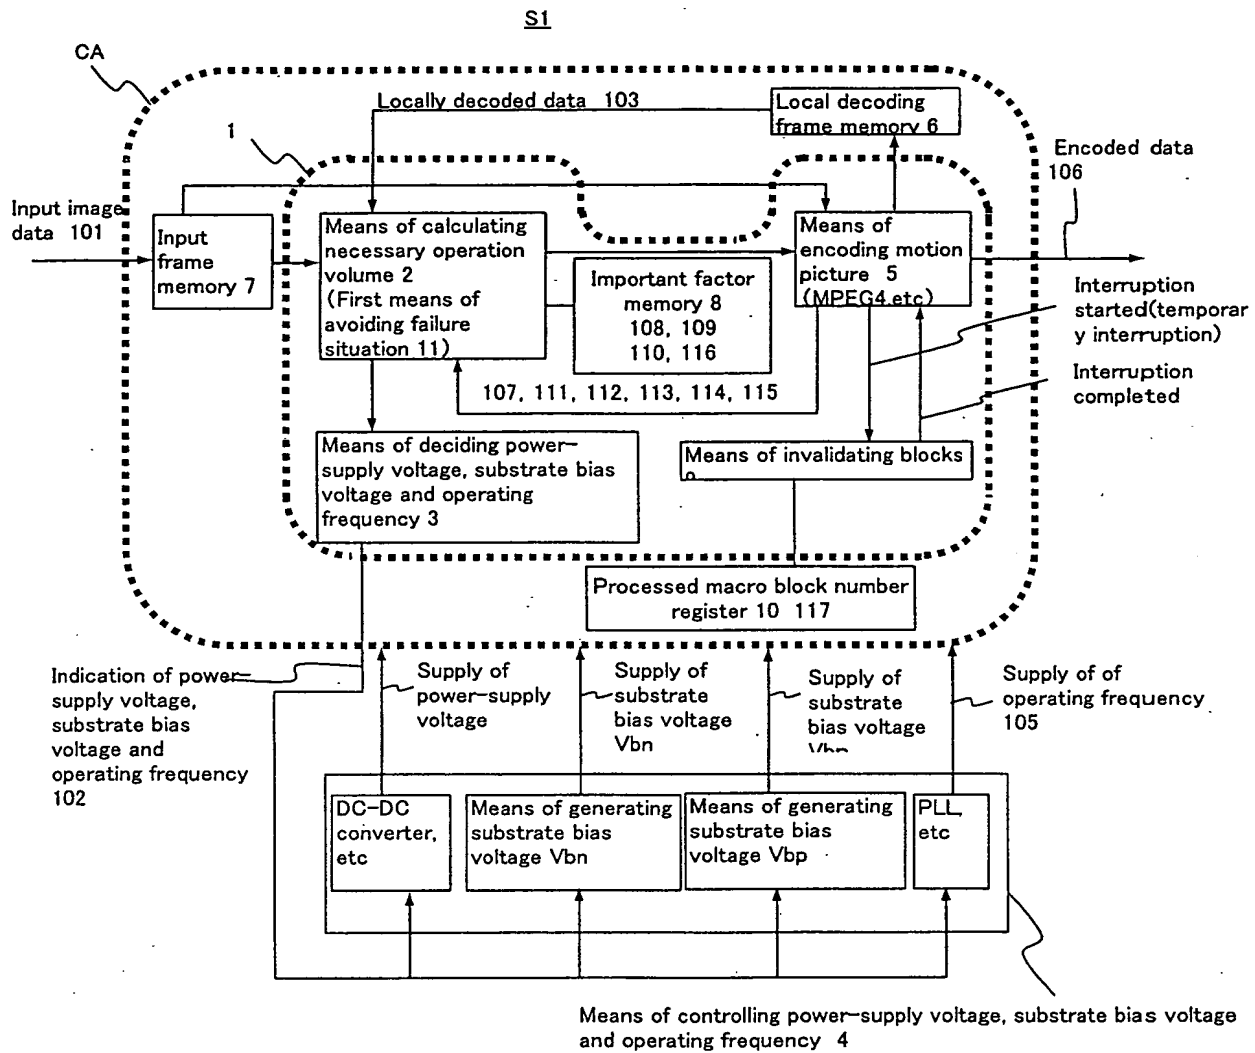 S1
CA
Locally decoded data 103
Local decoding
frame memory 6
1
Encoded data
106
Input image
data 101
Input
frame
memory 7
Means of calculating
necessary operation
volume 2
(First means of
avoiding failure
situation 11)
Important factor
memory 8
108, 109
110, 116
Means of
encoding motion
picture 5
(MPEG4.etc)
Interruption
started(temporar
y interruption)
Interruption
completed
107, 111, 112, 113, 114, 115
Means of deciding power-
supply voltage, substrate bias
voltage and operating
frequency 3
Means of invalidating blocks
Processed macro block number
register 10 117
Indication of power-
supply voltage,
substrate bias
voltage and
operating frequency
102
Supply of
power-supply
voltage
Supply of
substrate
bias voltage
Vbn
Supply of
substrate
bias voltage
Vbp
Supply of of
operating frequency
105
DC-DC
converter,
etc
Means of generating
substrate bias
voltage Vbn
Means of generating
substrate bias
voltage Vbp
PLL,
etc
Means of controlling power-supply voltage, substrate bias voltage
and operating frequency 4